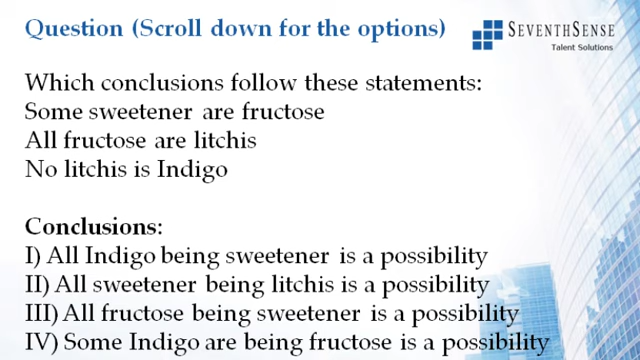 Question (Scroll down for the options)
SEVENTHSENSE
Talent Solutions
Which conclusions follow these statements:
Some sweetener are fructose
All fructose are litchis
No litchis is Indigo
Conclusions:
I) All Indigo being sweetener is a possibility
II) All sweetener being litchis is a possibility
III) All fructose being sweetener is a possibility
IV) Some Indigo are being fructose is a possibility